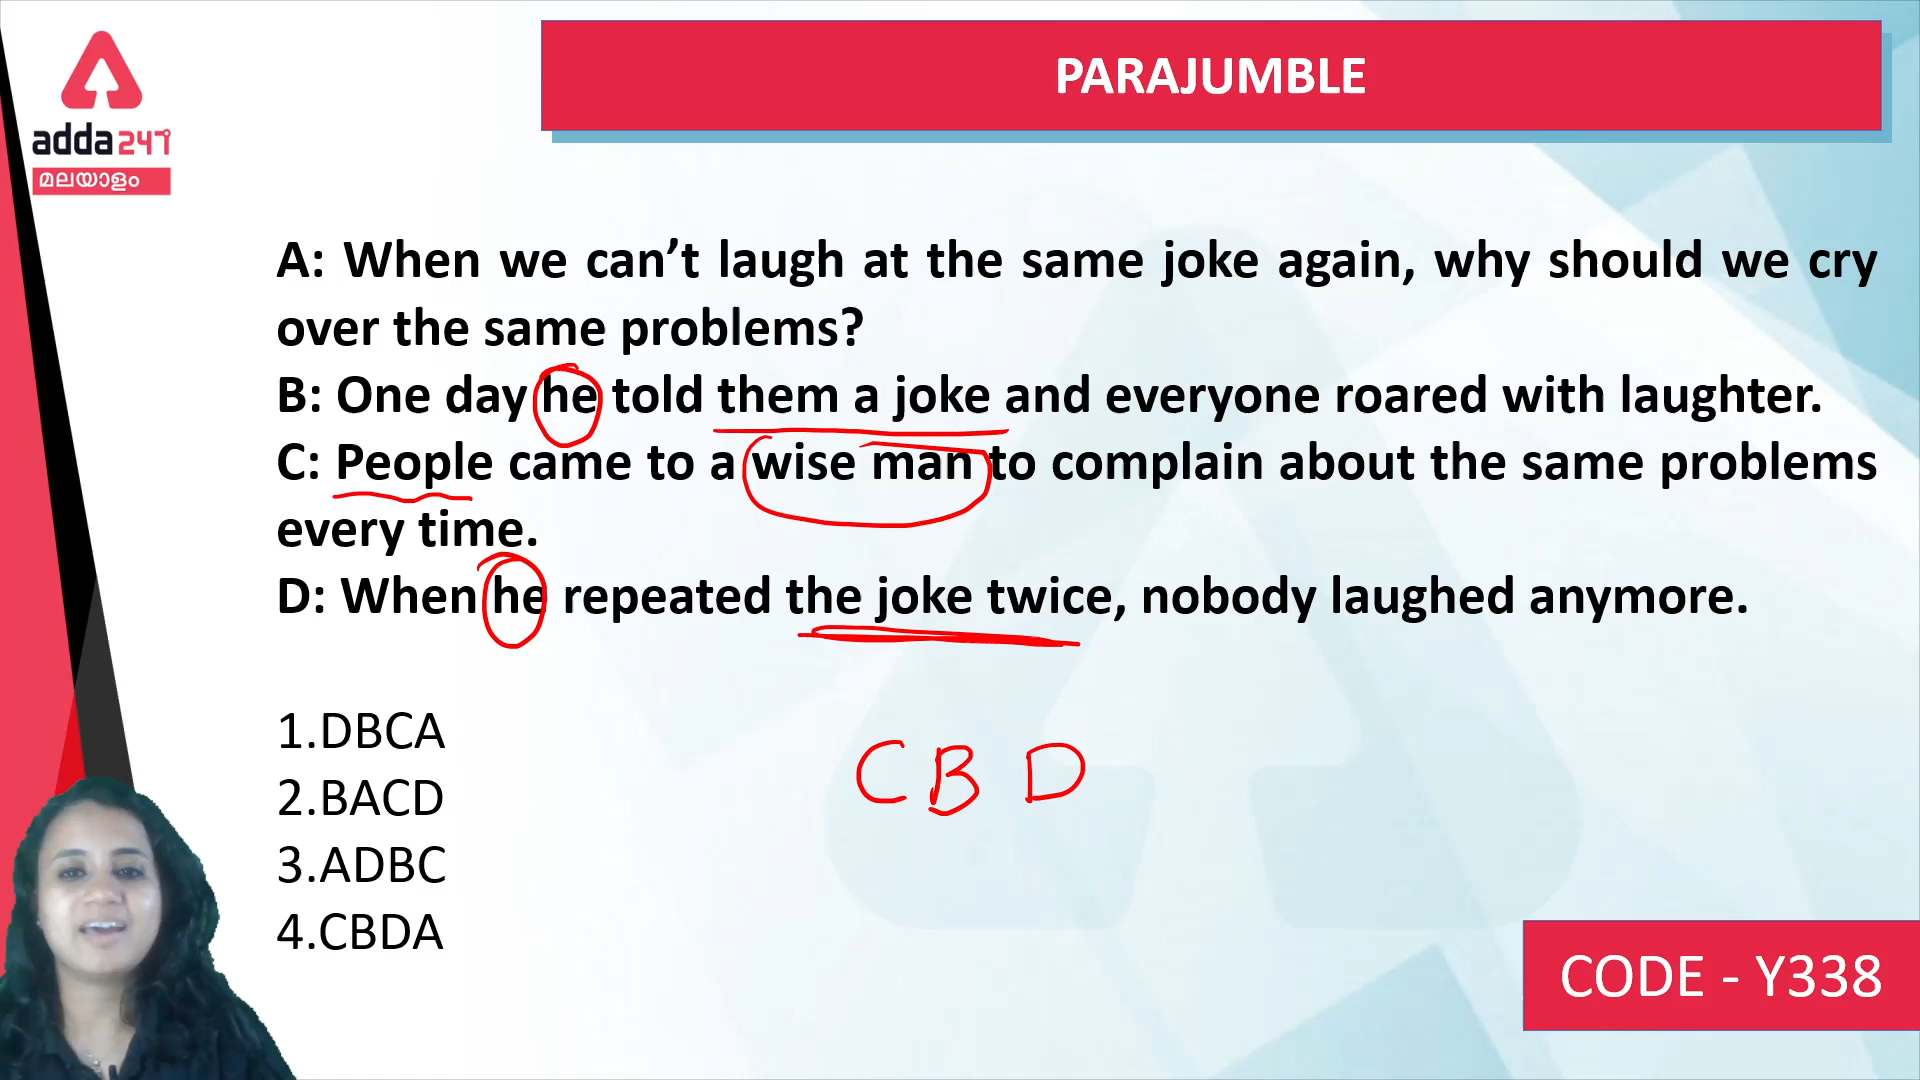 PARAJUMBLE
adda247
മലയാളം
A: When we can’t laugh at the same joke again, why should we cry
over the same problems?
B: One day he told them a joke and everyone roared with laughter.
C: People came to a wise man to complain about the same problems
every time.
D: When he repeated the joke twice, nobody laughed anymore.
1.DBCA
2.BACD
3.ADBC
4.CBDA
C B D
CODE - Y338